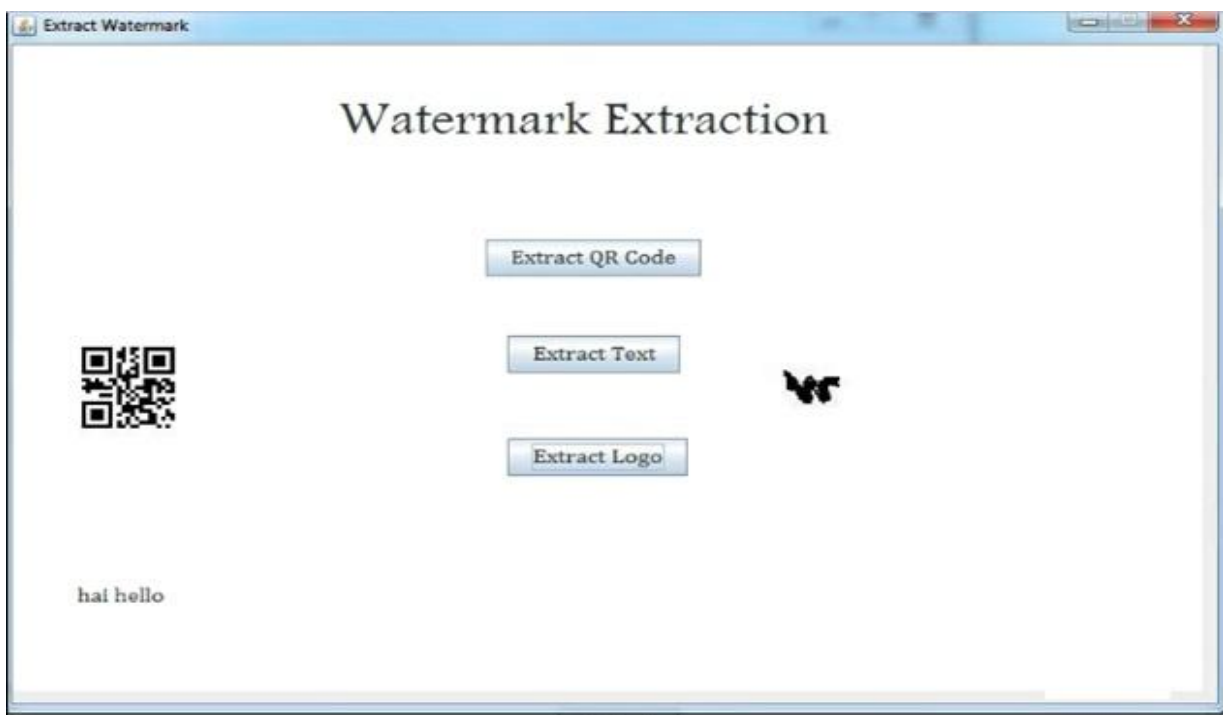 Extract Watermark
Watermark Extraction
Extract QR Code
Extract Text
Extract Logo
hai hello